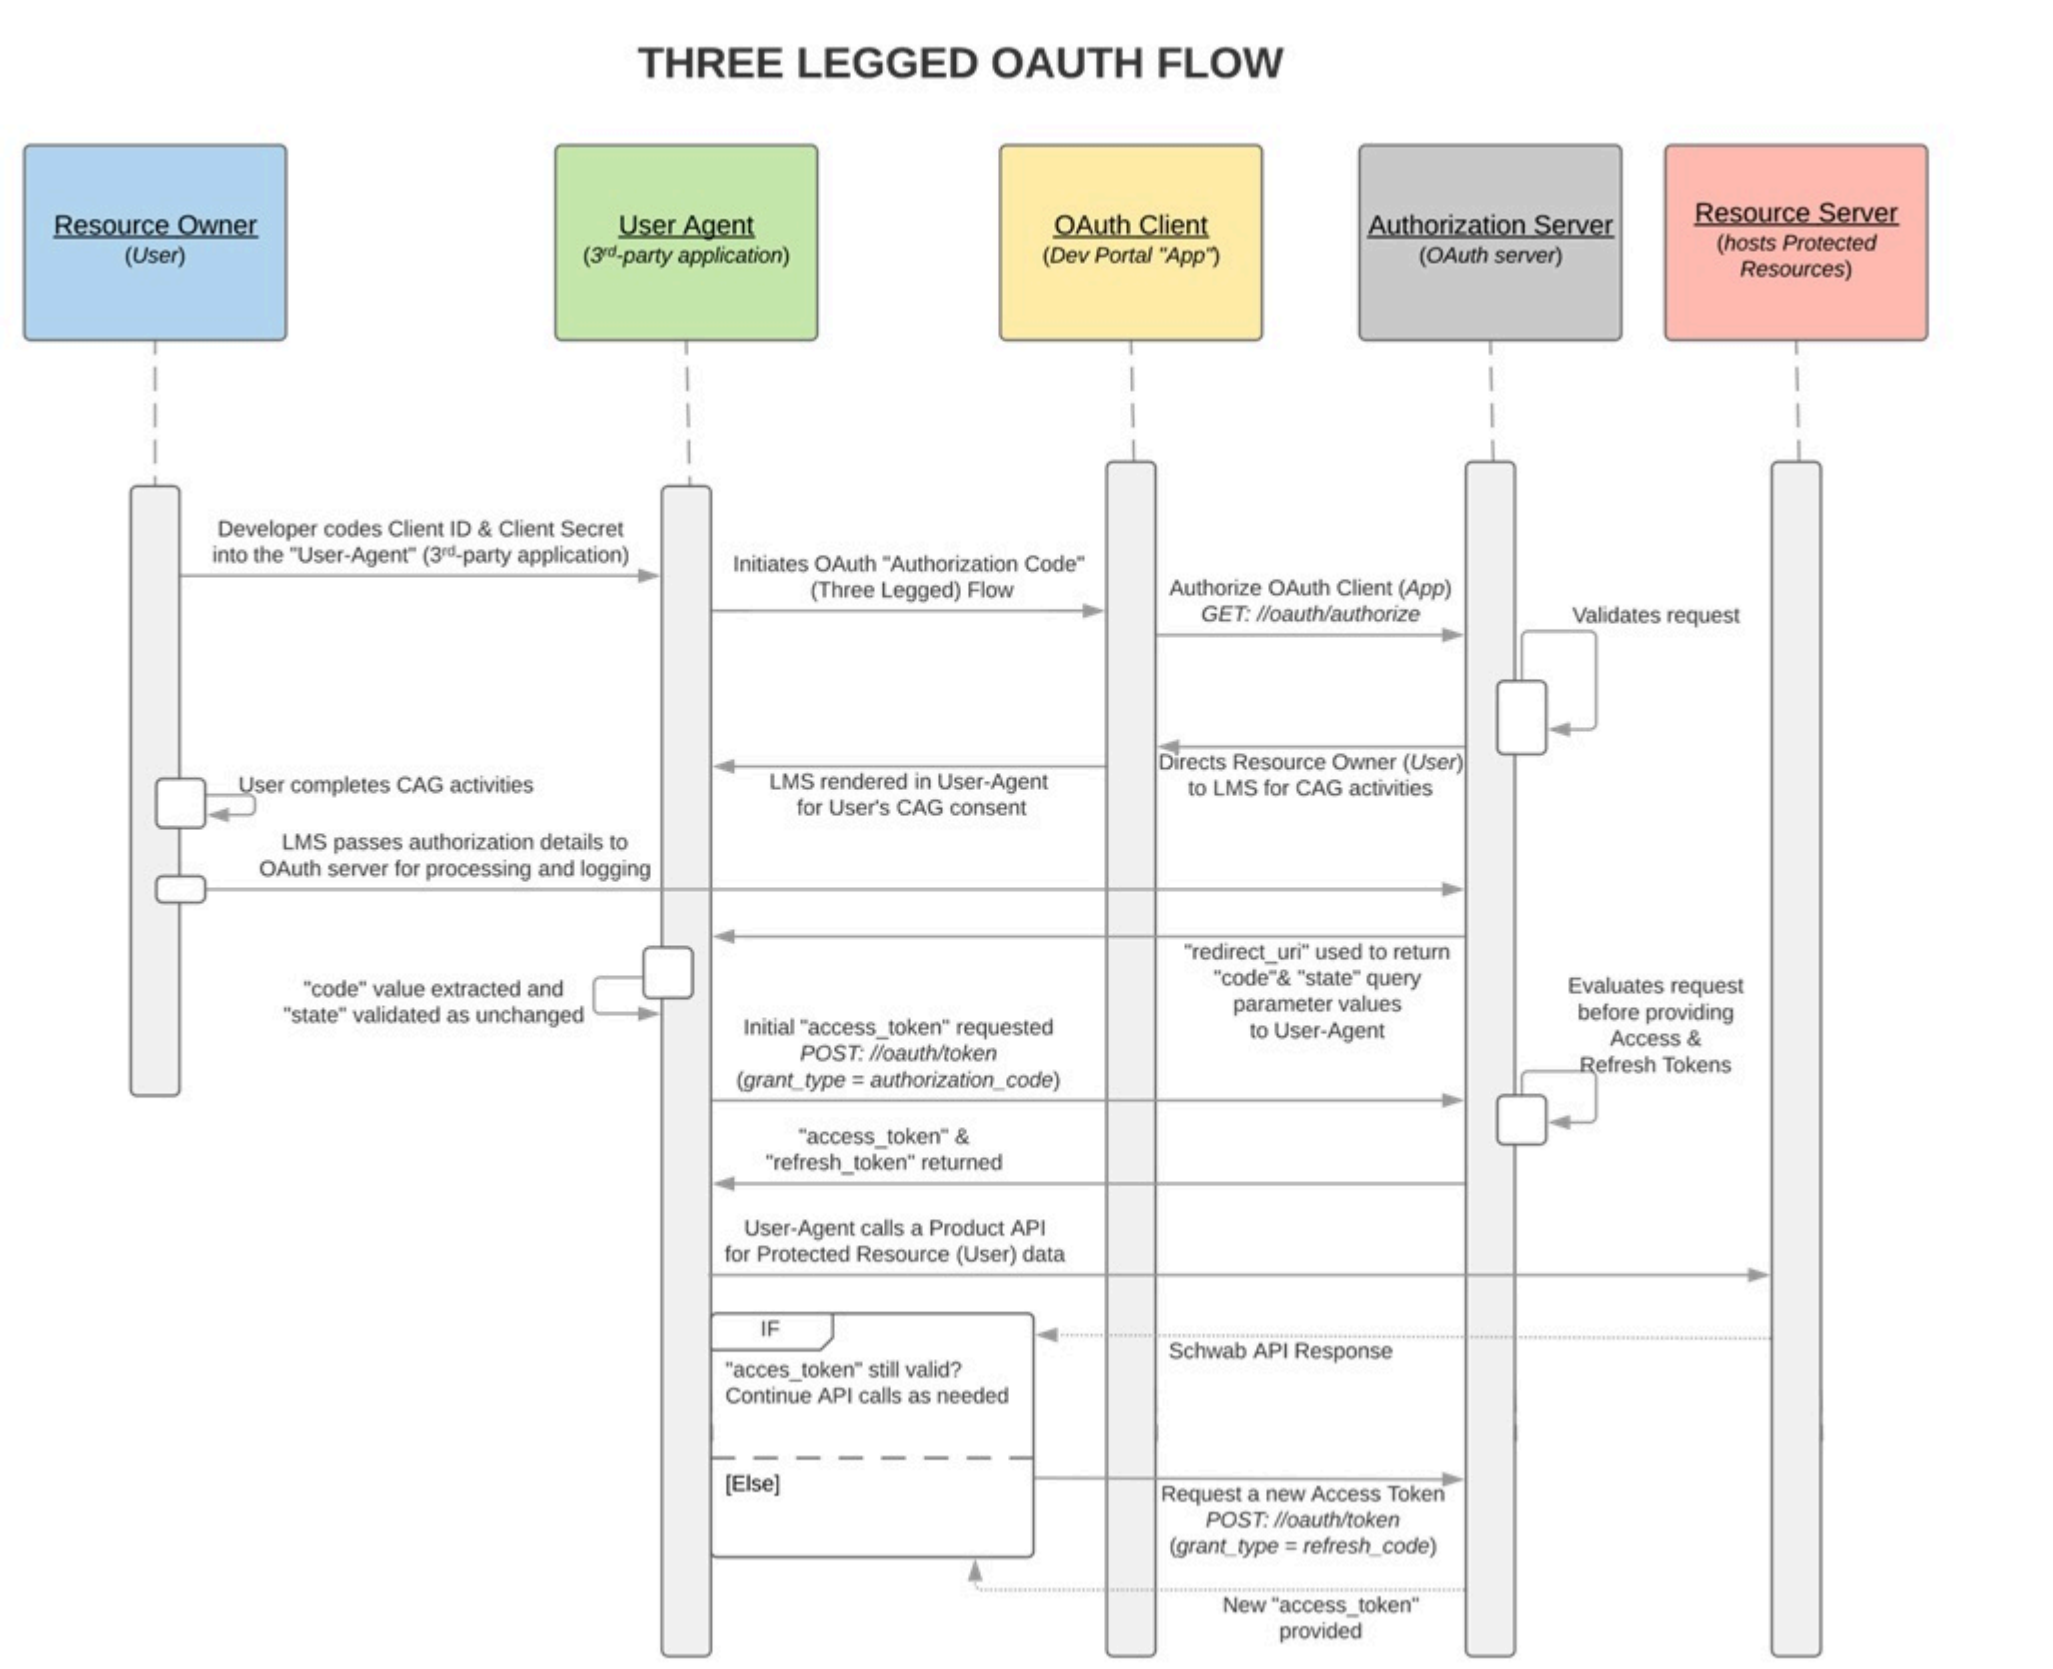 THREE LEGGED OAUTH FLOW
Resource Owner
(User)
User Agent
(3rd-party application)
OAuth Client
(Dev Portal "App")
Authorization Server
(OAuth server)
Resource Server
(hosts Protected
Resources)
Developer codes Client ID & Client Secret
into the "User-Agent" (3rd-party application)
Initiates OAuth "Authorization Code"
(Three Legged) Flow
Authorize OAuth Client (App)
GET: //oauth/authorize
Validates request
Directs Resource Owner (User)
to LMS for CAG activities
LMS rendered in User-Agent
for User's CAG consent
User completes CAG activities
LMS passes authorization details to
OAuth server for processing and logging
"redirect_uri" used to return
"code"& "state" query
parameter values
to User-Agent
"code" value extracted and
"state" validated as unchanged
Initial "access_token" requested
POST: //oauth/token
(grant_type = authorization_code)
Evaluates request
before providing
Access &
Refresh Tokens
"access_token" &
"refresh_token" returned
User-Agent calls a Product API
for Protected Resource (User) data
IF
"acces_token" still valid?
Continue API calls as needed
Schwab API Response
[Else]
Request a new Access Token
POST: //oauth/token
(grant_type = refresh_code)
New "access_token"
provided